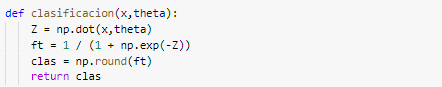 def clasificacion(x,theta):
    Z = np.dot(x,theta)
    ft = 1 / (1 + np.exp(-Z))
    clas = np.round(ft)
    return clas